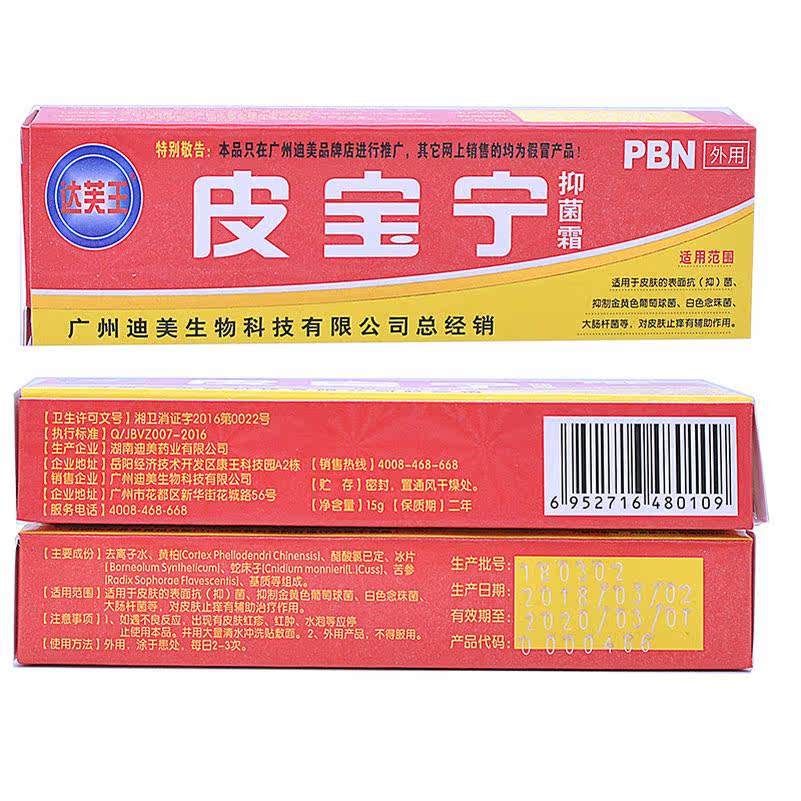 特别敬告：本品只在广州迪美品牌店进行推广，其它网上销售的均为假冒产品！
PBN 外用
达芙王
皮宝宁 抑菌霜
适用范围
适用于皮肤的表面抗（抑）菌、
抑制金黄色葡萄球菌、白色念珠菌、
大肠杆菌等，对皮肤止痒有辅助作用。
广州迪美生物科技有限公司总经销
【卫生许可文号】湘卫消证字2016第0022号
【执行标准】Q/JBVZ007-2016
【生产企业】湖南迪美药业有限公司
【企业地址】岳阳经济技术开发区康王科技园A2栋
【销售企业】广州迪美生物科技有限公司
【企业地址】广州市花都区新华街花城路56号
【服务电话】4008-468-668
【销售热线】4008-468-668
【贮 存】密封，置通风干燥处。
【净含量】15g【保质期】二年
6 952716 480109
【主要成份】去离子水、黄柏(Cortex Phellodendri Chinensis)、醋酸氯已定、冰片
(Borneolum Syntheticum)、蛇床子(Cnidium monnieri(L.)Cuss)、苦参
(Radix Sophorae Flavescentis)、基质等组成。
【适用范围】适用于皮肤的表面抗（抑）菌、抑制金黄色葡萄球菌、白色念珠菌、
大肠杆菌等，对皮肤止痒有辅助治疗作用。
【注意事项】1、如遇不良反应，出现有皮肤红疹、红肿、水泡等应停
止使用本品。并用大量清水冲洗贴敷面。2、外用产品，不得服用。
【使用方法】外用，涂于患处，每日2-3次。
生产批号：180302
生产日期：2018/03/02
有效期至：2020/03/01
产品代码：0 000466